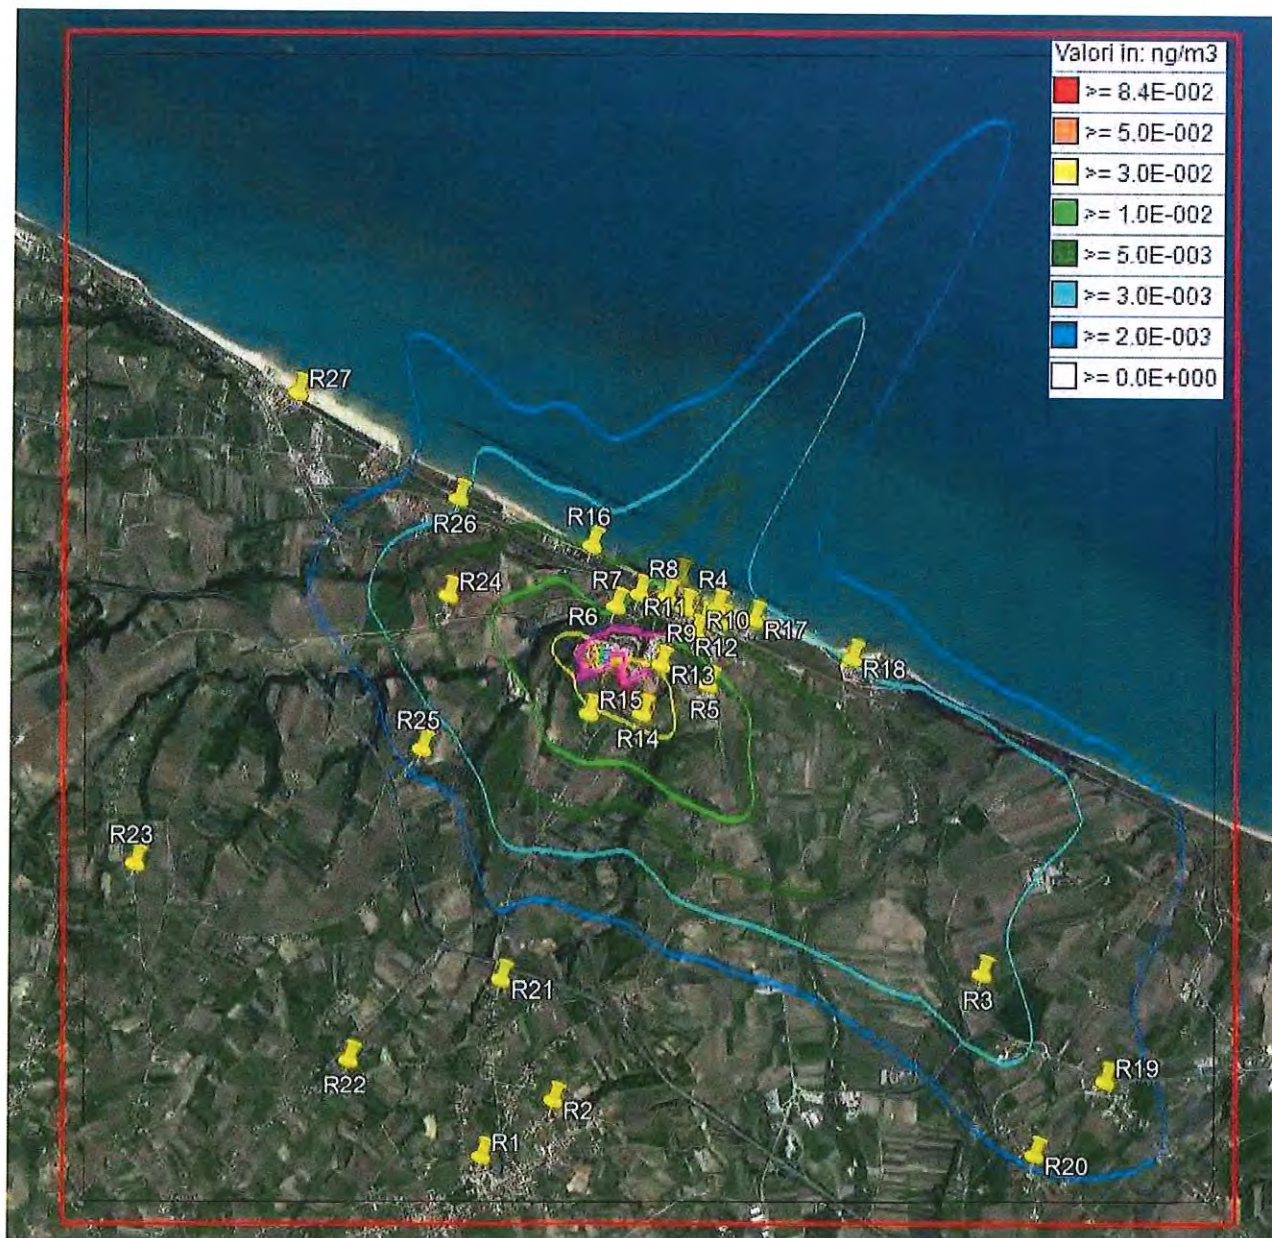 Valori in: ng/m3
>= 8.4E-002
>= 5.0E-002
>= 3.0E-002
>= 1.0E-002
>= 5.0E-003
>= 3.0E-003
>= 2.0E-003
>= 0.0E+000
R27
R26
R16
R24
R7
R8
R4
R6
R11
R10
R17
R9
R12
R18
R13
R15
R5
R14
R25
R23
R21
R3
R22
R19
R2
R1
R20